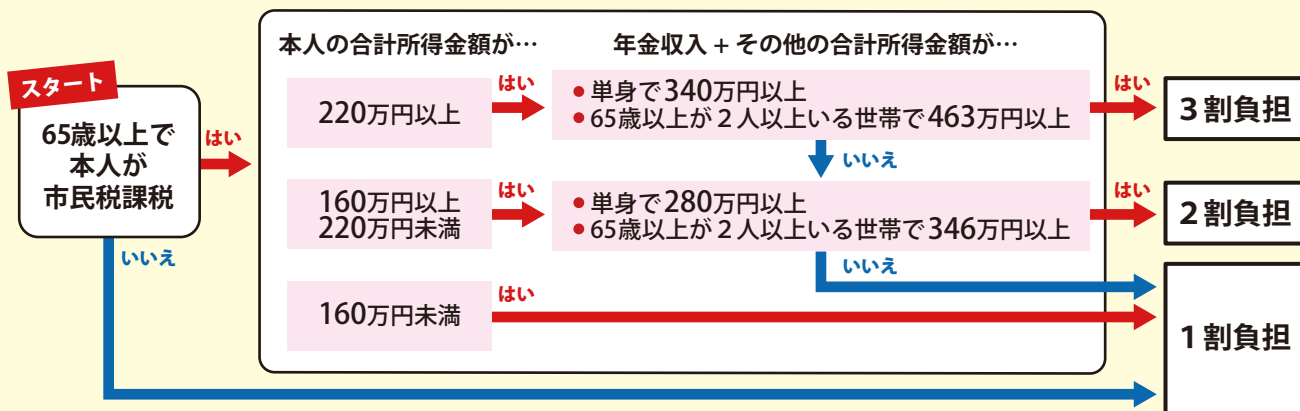 本人の合計所得金額が…
年金収入 + その他の合計所得金額が…
スタート
65歳以上で
本人が
市民税課税
はい
いいえ
220万円以上
はい
● 単身で340万円以上
● 65歳以上が2人以上いる世帯で463万円以上
はい
3割負担
いいえ
160万円以上
220万円未満
はい
● 単身で280万円以上
● 65歳以上が2人以上いる世帯で346万円以上
はい
2割負担
いいえ
160万円未満
はい
1割負担